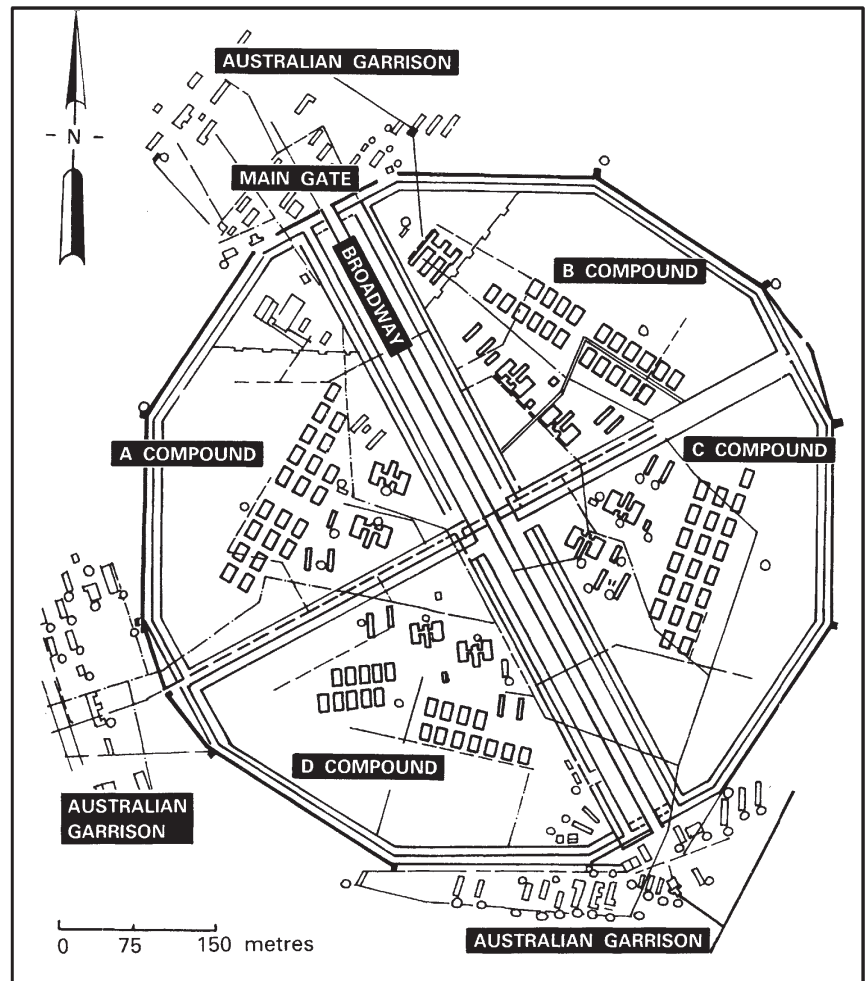 AUSTRALIAN GARRISON
- N -
MAIN GATE
BROADWAY
B COMPOUND
A COMPOUND
C COMPOUND
D COMPOUND
AUSTRALIAN
GARRISON
AUSTRALIAN GARRISON
0 75 150 metres